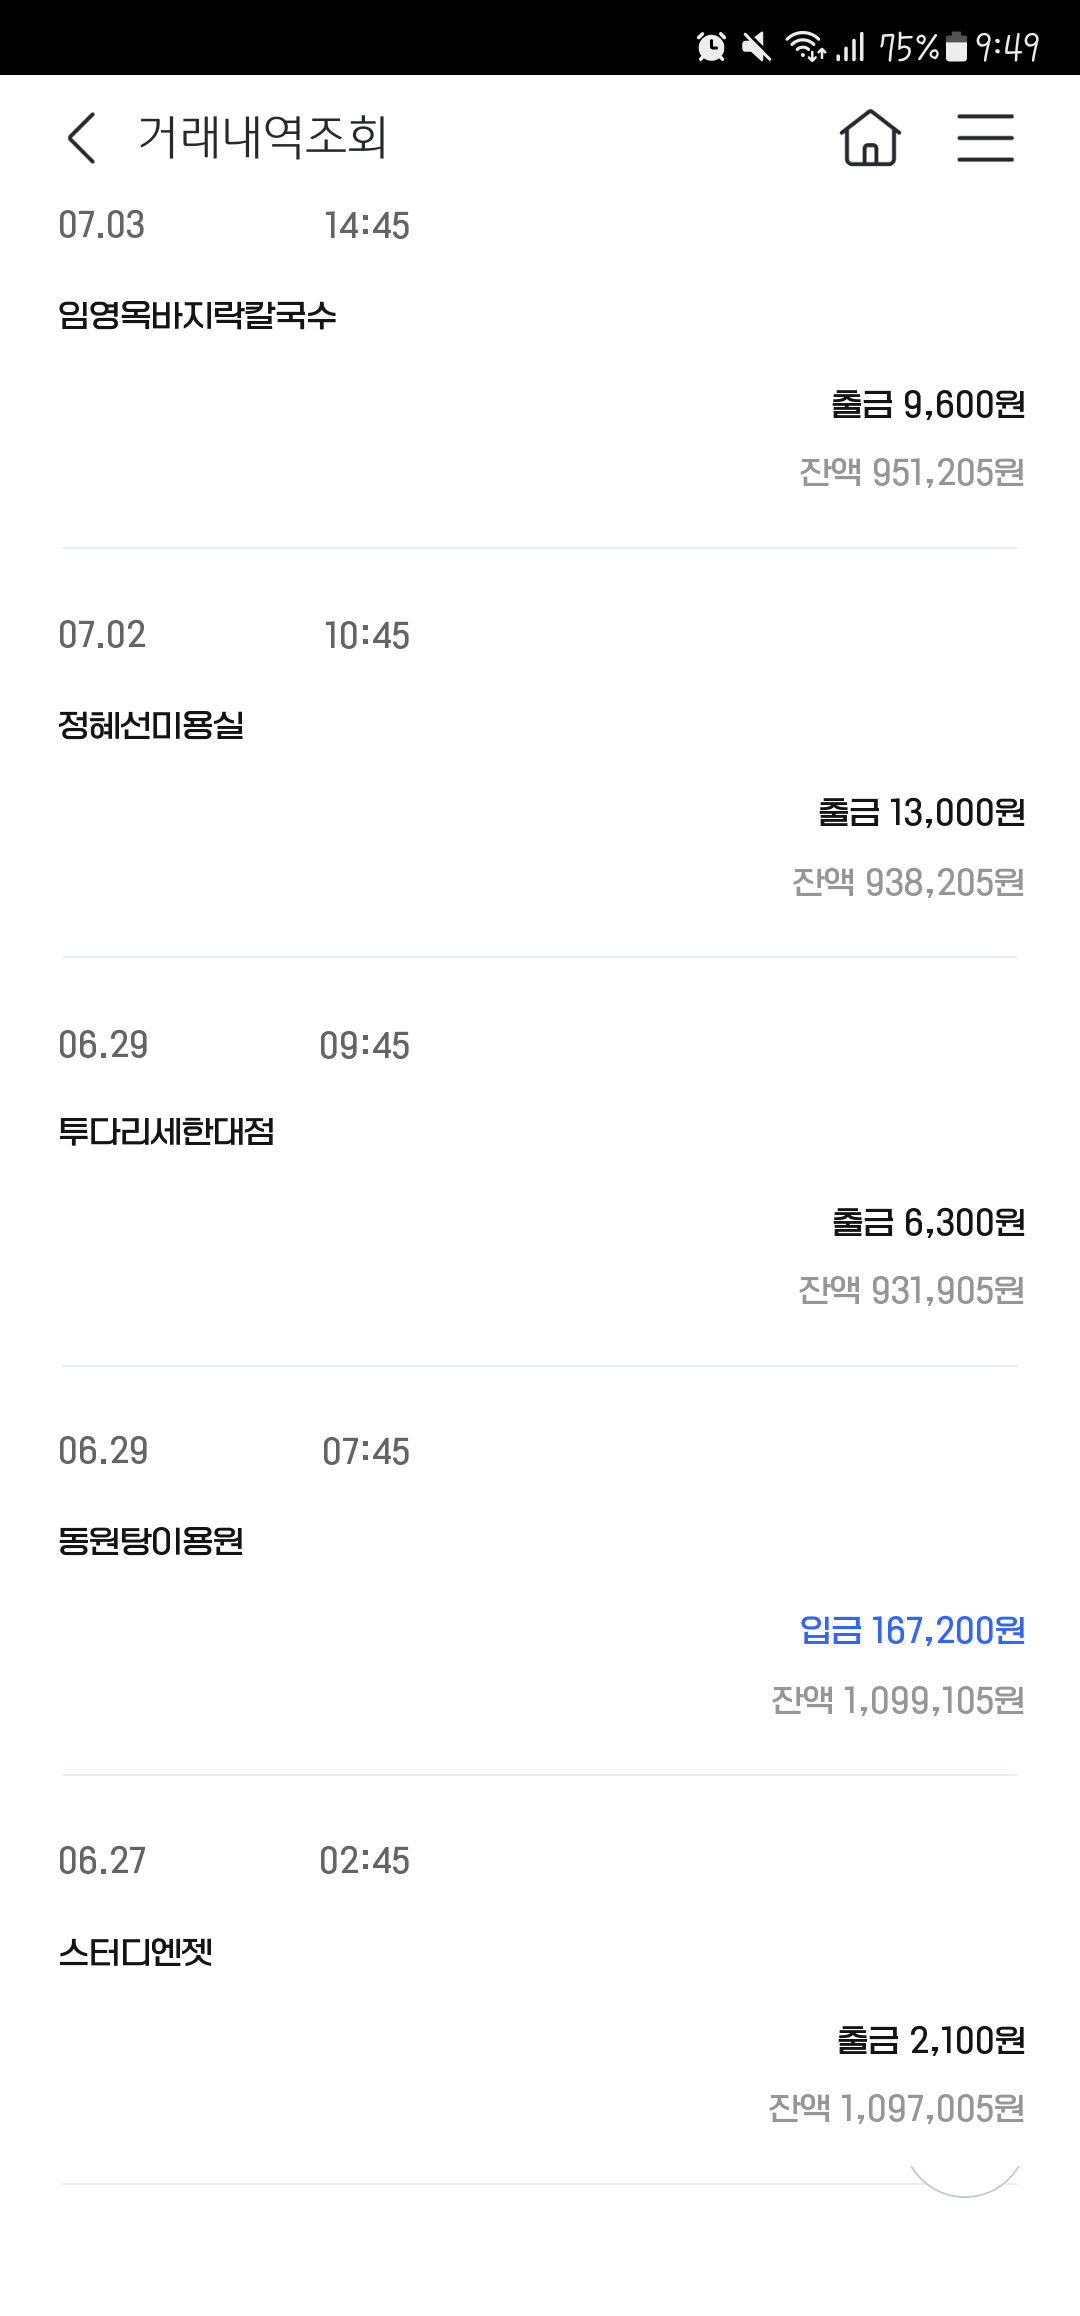 75% 9:49
거래내역조회
07.03 14:45
임영옥바지락칼국수
출금 9,600원
잔액 951,205원
07.02 10:45
정혜선미용실
출금 13,000원
잔액 938,205원
06.29 09:45
투다리세한대점
출금 6,300원
잔액 931,905원
06.29 07:45
동원탕이용원
입금 167,200원
잔액 1,099,105원
06.27 02:45
스터디엔젯
출금 2,100원
잔액 1,097,005원